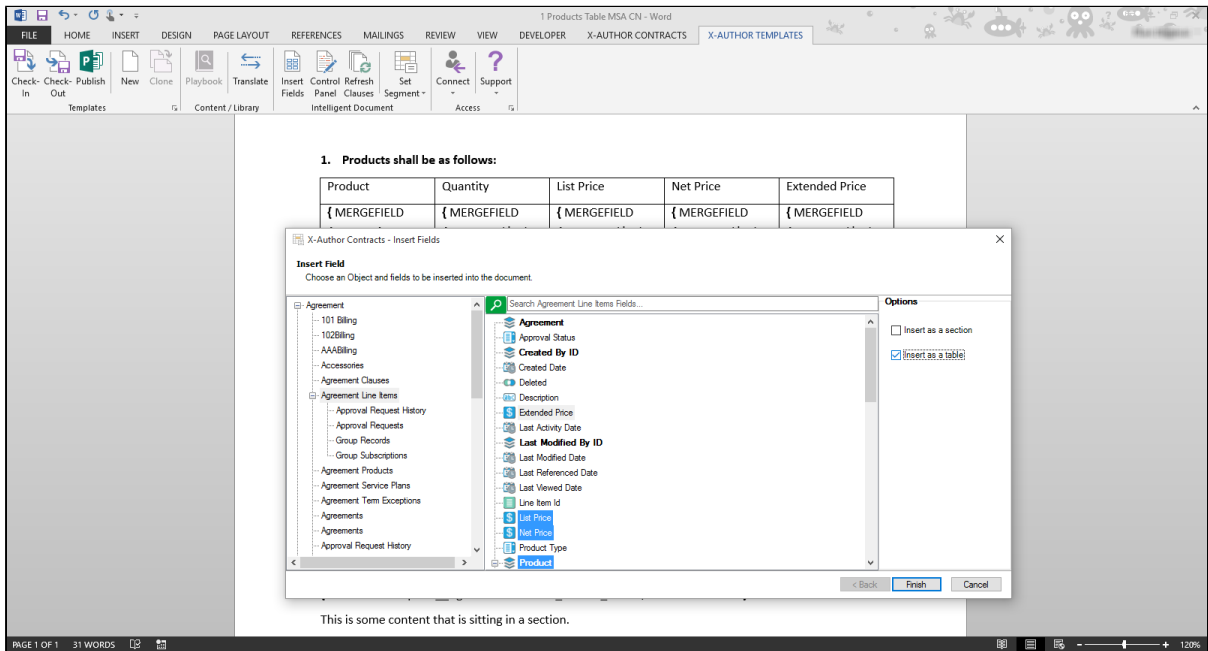 1 Products Table MSA CN - Word
FILE HOME INSERT DESIGN PAGE LAYOUT REFERENCES MAILINGS REVIEW VIEW DEVELOPER X-AUTHOR CONTRACTS X-AUTHOR TEMPLATES
Check- Check- Publish New Clone Playbook Translate Insert Control Refresh Set Connect Support
In Out Fields Panel Clauses Segment
Templates Content / Library Intelligent Document Access
1. Products shall be as follows:
Product Quantity List Price Net Price Extended Price
{ MERGEFIELD { MERGEFIELD { MERGEFIELD { MERGEFIELD { MERGEFIELD
X-Author Contracts - Insert Fields
Insert Field
Choose an Object and fields to be inserted into the document.
Agreement
101 Billing
102Billing
AAABilling
Accessories
Agreement Clauses
Agreement Line Items
Approval Request History
Approval Requests
Group Records
Group Subscriptions
Agreement Products
Agreement Service Plans
Agreement Term Exceptions
Agreements
Agreements
Approval Request History
Search Agreement Line Items Fields...
Agreement
Approval Status
Created By ID
Created Date
Deleted
Description
Extended Price
Last Activity Date
Last Modified By ID
Last Modified Date
Last Referenced Date
Last Viewed Date
Line Item Id
List Price
Net Price
Product Type
Product
Options
Insert as a section
Insert as a table
< Back Finish Cancel
This is some content that is sitting in a section.
PAGE 1 OF 1 31 WORDS 120%